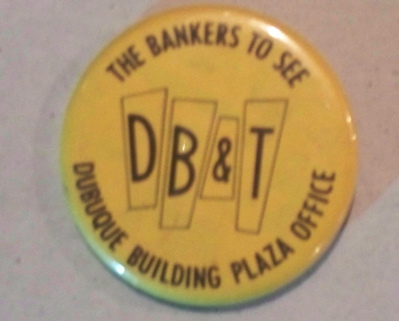 THE BANKERS TO SEE
DB&T
DUBUQUE BUILDING PLAZA OFFICE